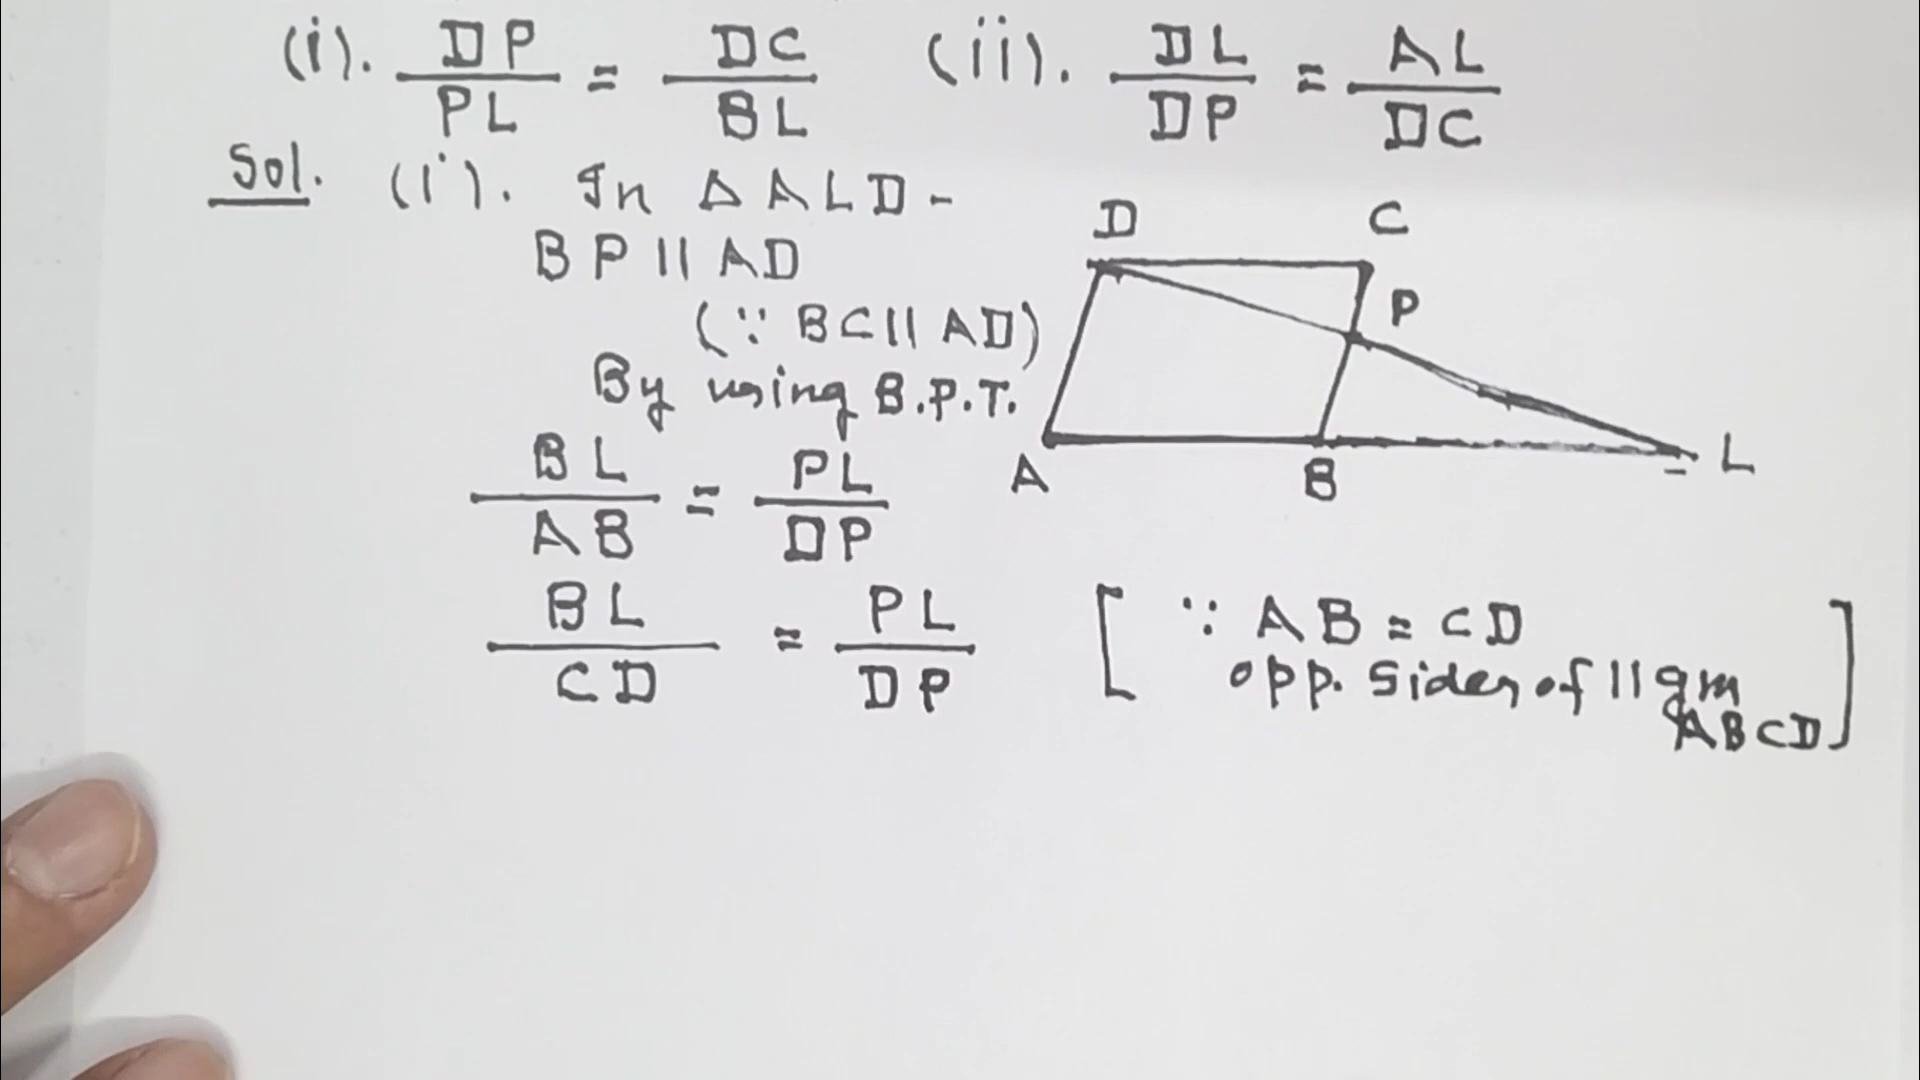 (i). DP/PL = DC/BL (ii). DL/DP = AL/DC
Sol. (i). In Δ ALD -
BP || AD
(∵ BC || AD)
By using B.P.T.
BL/AB = PL/DP
BL/CD = PL/DP [∵ AB = CD
opp. sides of ||gm
ABCD]
D C
P
A B L